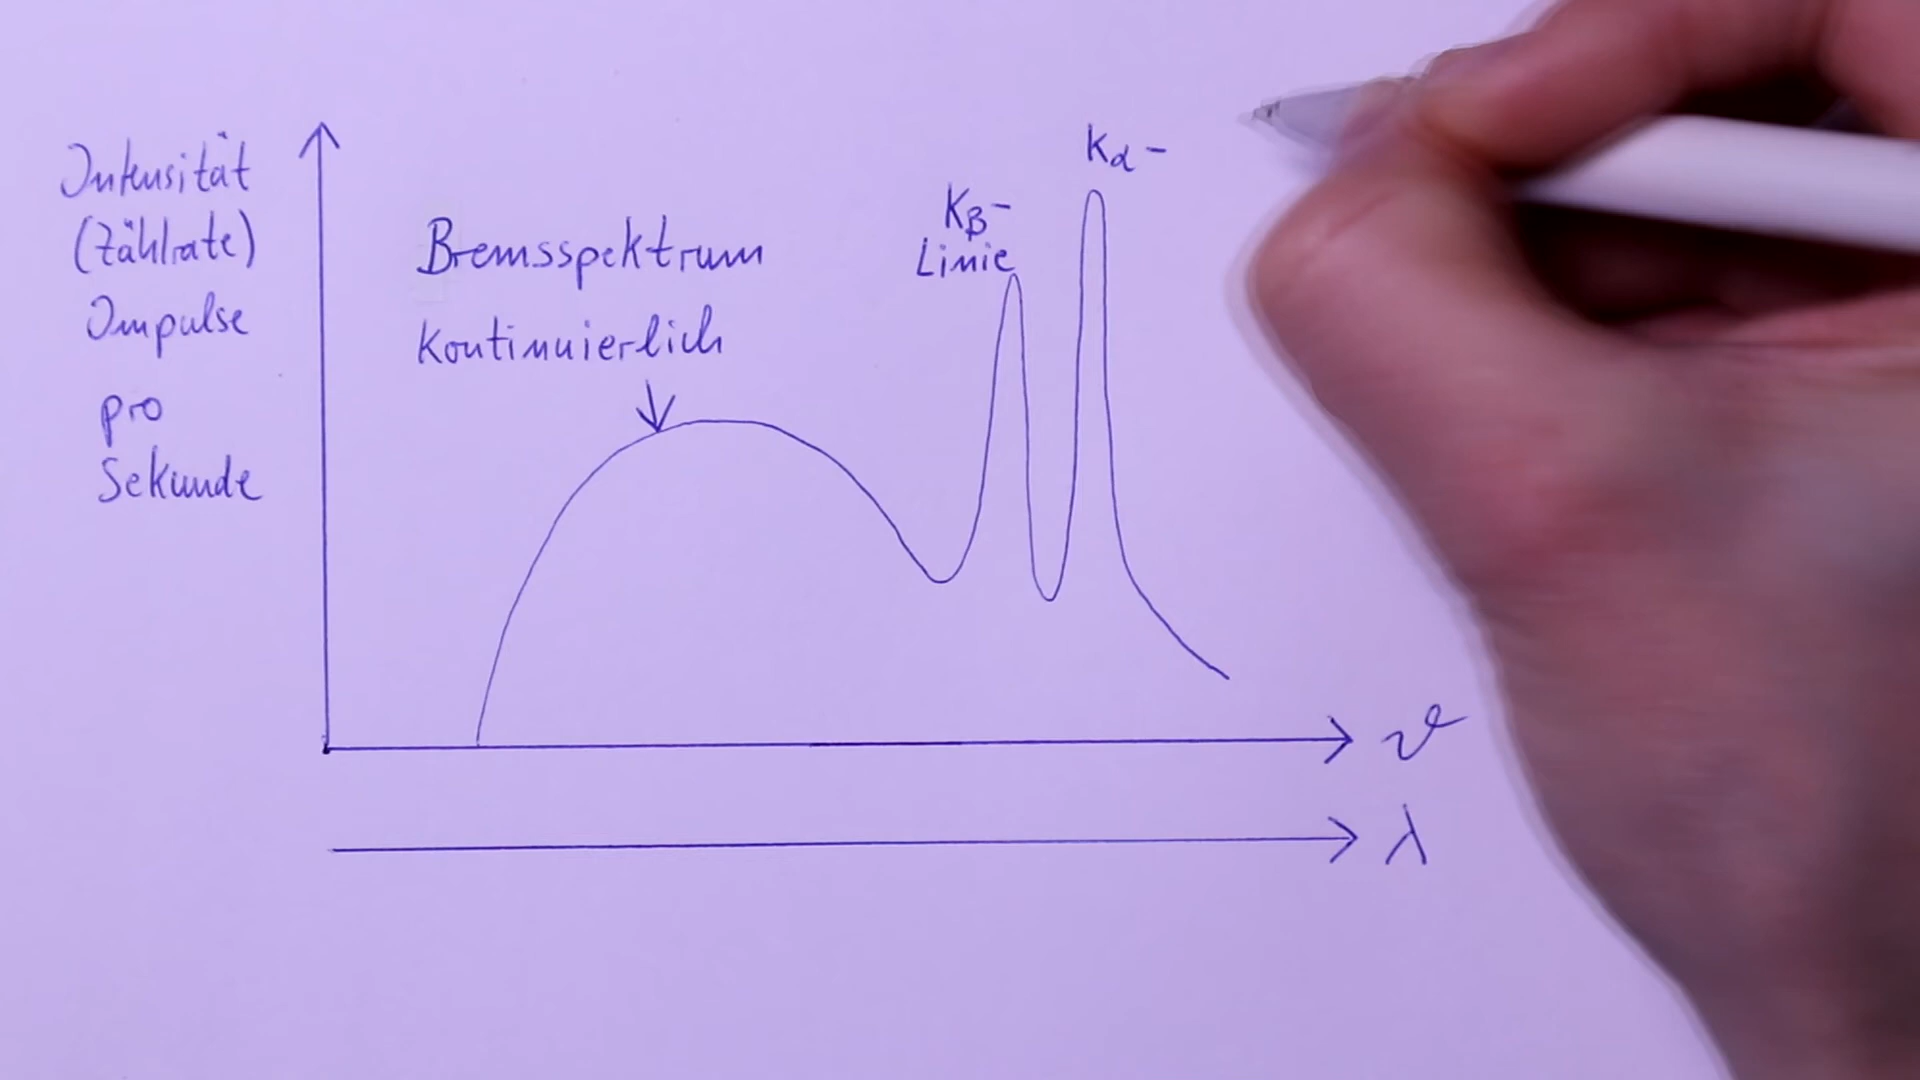 Intensität
(Zählrate)
Impulse
pro
Sekunde
Bremsspektrum
Kontinuierlich
Kβ-
Linie
Kα-
ϑ
λ